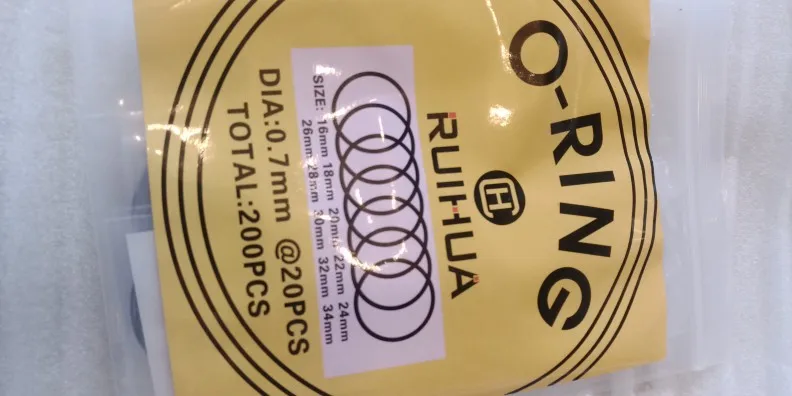 O-RING
H
RUIHUA
SIZE: 16mm 18mm 20mm 22mm 24mm
26mm 28mm 30mm 32mm 34mm
DIA:0.7mm @20PCS
TOTAL:200PCS